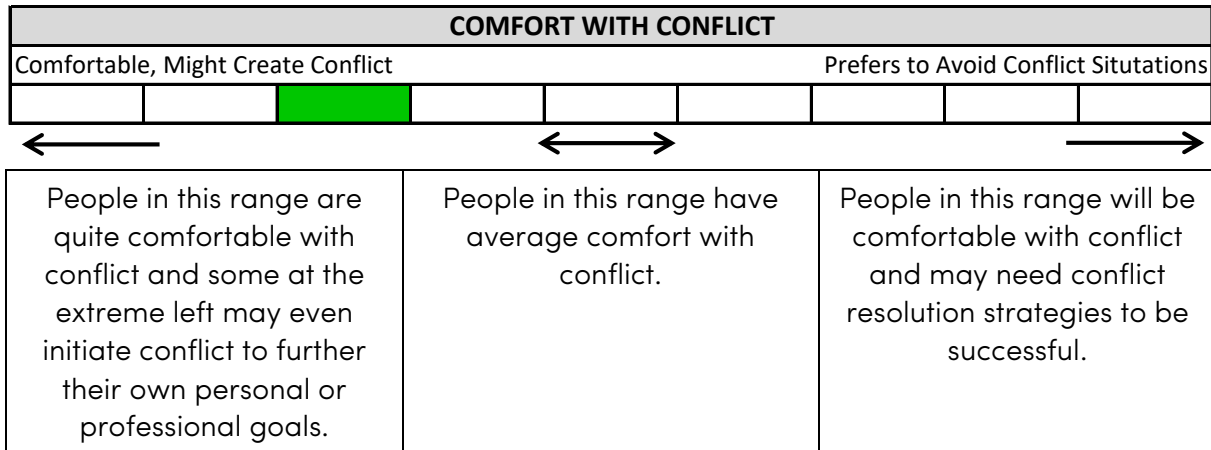 COMFORT WITH CONFLICT
Comfortable, Might Create Conflict
Prefers to Avoid Conflict Situtations
People in this range are
quite comfortable with
conflict and some at the
extreme left may even
initiate conflict to further
their own personal or
professional goals.
People in this range have
average comfort with
conflict.
People in this range will be
comfortable with conflict
and may need conflict
resolution strategies to be
successful.